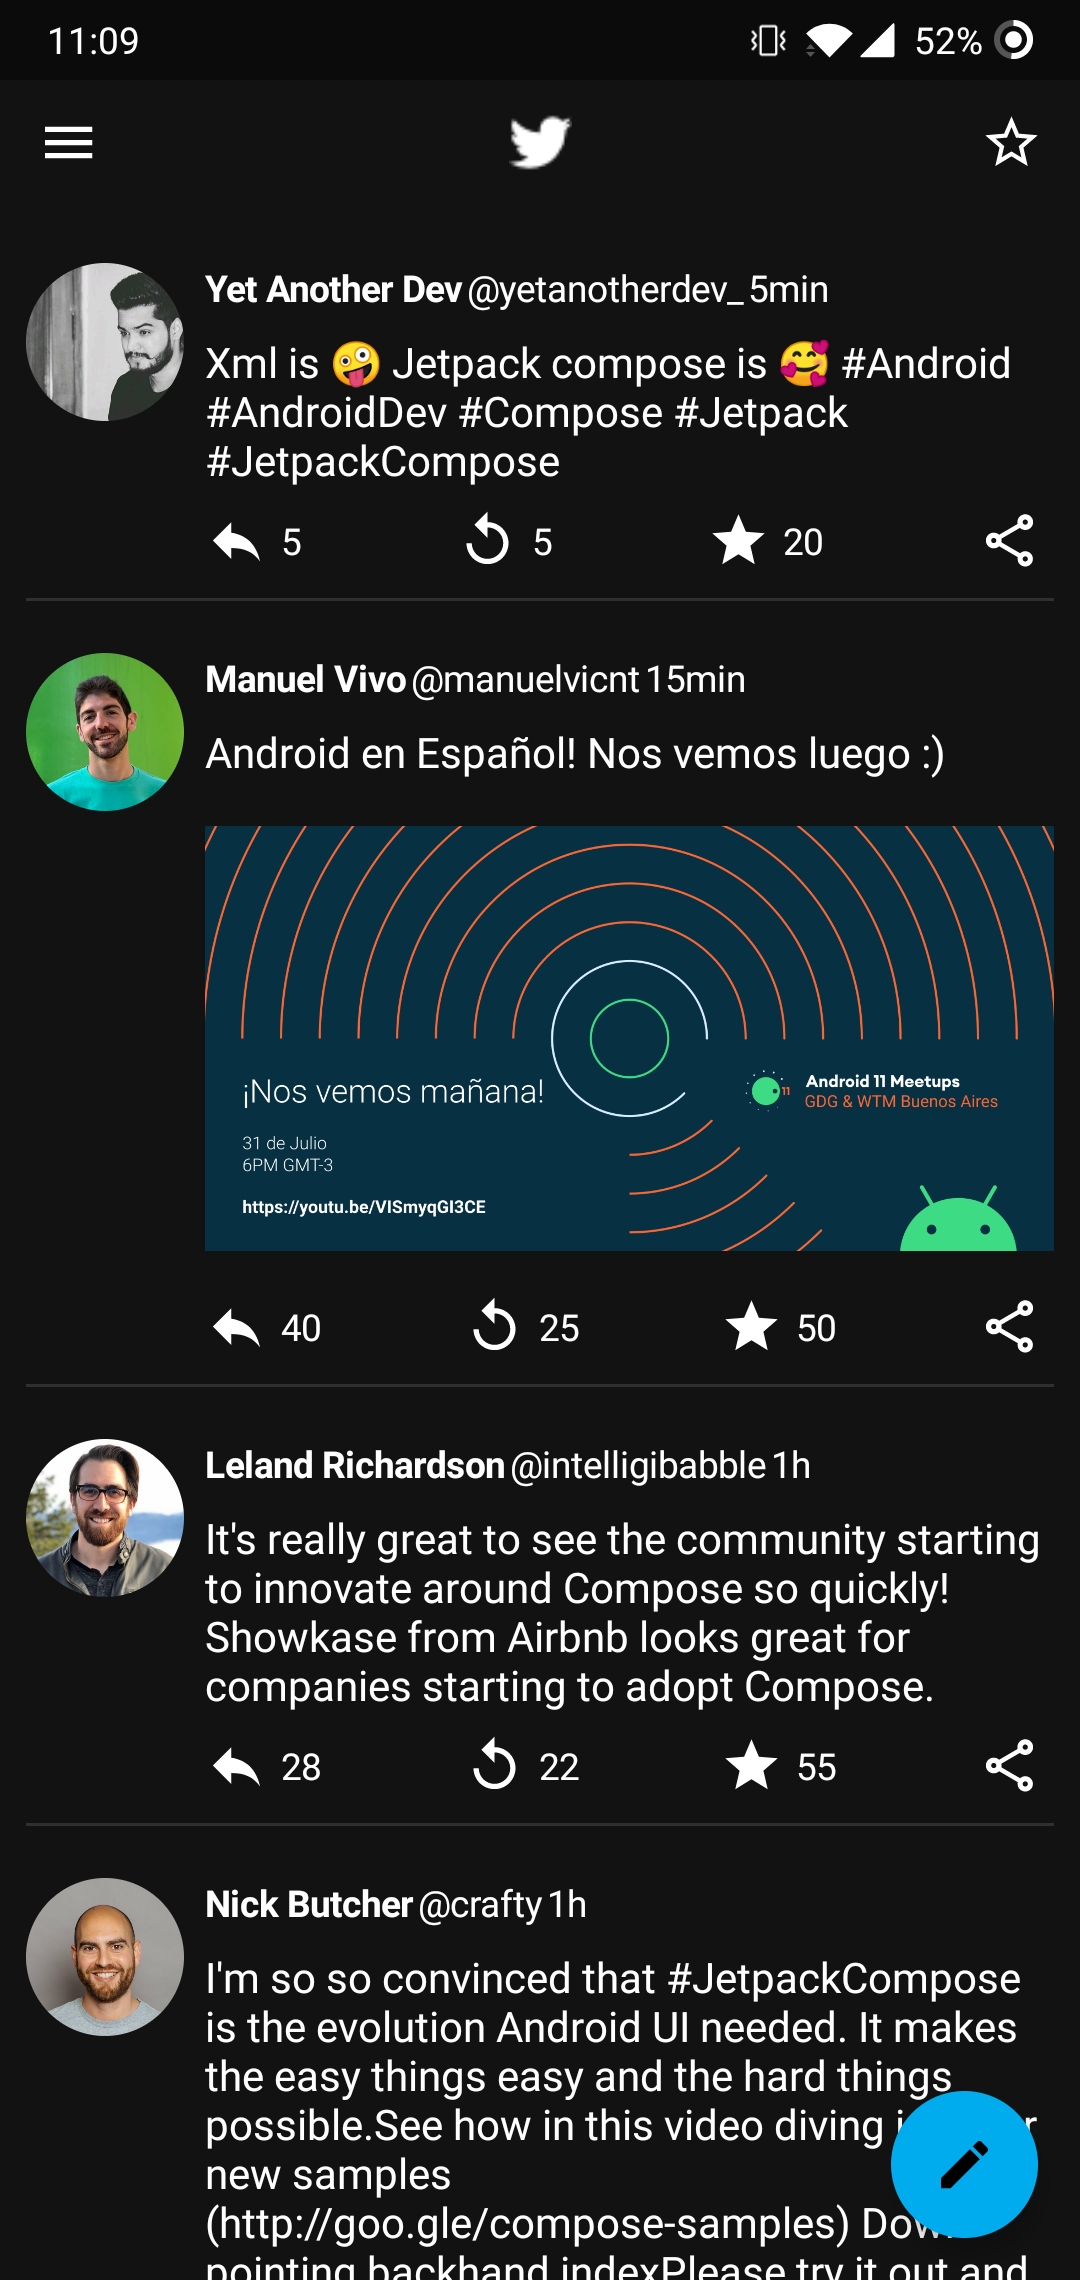 11:09
52%
Yet Another Dev @yetanotherdev_ 5min
Xml is 🤪 Jetpack compose is 🥰 #Android
#AndroidDev #Compose #Jetpack
#JetpackCompose
5 5 20
Manuel Vivo @manuelvicnt 15min
Android en Español! Nos vemos luego :)
¡Nos vemos mañana!
31 de Julio
6PM GMT-3
https://youtu.be/VISmyqGI3CE
11
Android 11 Meetups
GDG & WTM Buenos Aires
40 25 50
Leland Richardson @intelligibabble 1h
It's really great to see the community starting
to innovate around Compose so quickly!
Showkase from Airbnb looks great for
companies starting to adopt Compose.
28 22 55
Nick Butcher @crafty 1h
I'm so so convinced that #JetpackCompose
is the evolution Android UI needed. It makes
the easy things easy and the hard things
possible.See how in this video diving
new samples
(http://goo.gle/compose-samples)
pointing backhand indexPlease try it out and